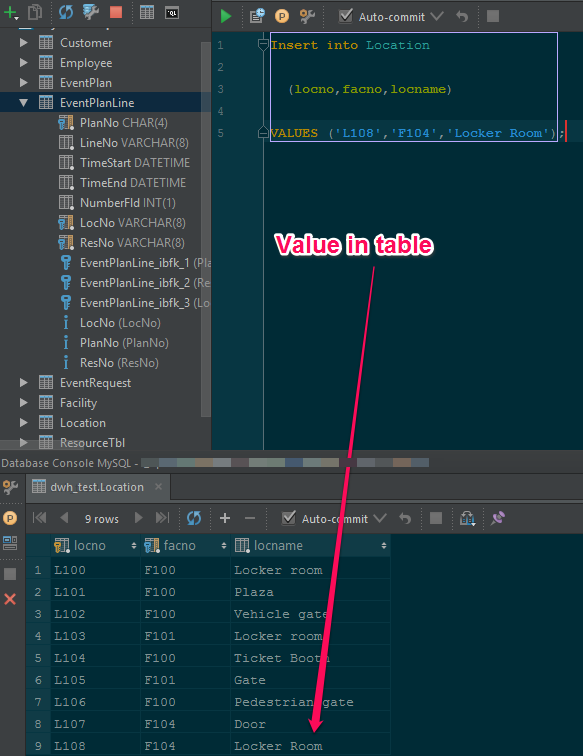 Auto-commit
Customer
Employee
EventPlan
EventPlanLine
PlanNo CHAR(4)
LineNo VARCHAR(8)
TimeStart DATETIME
TimeEnd DATETIME
NumberFld INT(1)
LocNo VARCHAR(8)
ResNo VARCHAR(8)
EventPlanLine_ibfk_1 (Pla
EventPlanLine_ibfk_2 (Res
EventPlanLine_ibfk_3 (Lo
LocNo (LocNo)
PlanNo (PlanNo)
ResNo (ResNo)
EventRequest
Facility
Location
ResourceTbl
1 Insert into Location
2
3 (locno,facno,locname)
4
5 VALUES ('L108','F104','Locker Room');
Value in table
Database Console MySQL -
dwh_test.Location
9 rows
Auto-commit
locno facno locname
1 L100 F100 Locker room
2 L101 F100 Plaza
3 L102 F100 Vehicle gate
4 L103 F101 Locker room
5 L104 F100 Ticket Booth
6 L105 F101 Gate
7 L106 F100 Pedestrian gate
8 L107 F104 Door
9 L108 F104 Locker Room